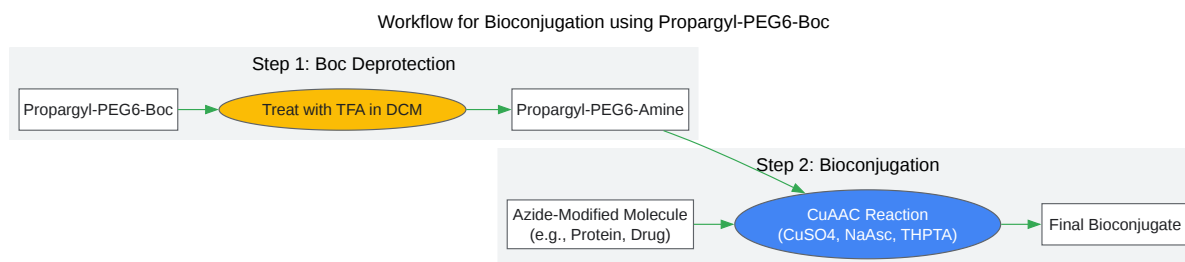 Workflow for Bioconjugation using Propargyl-PEG6-Boc
Step 1: Boc Deprotection
Propargyl-PEG6-Boc
Treat with TFA in DCM
Propargyl-PEG6-Amine
Step 2: Bioconjugation
Azide-Modified Molecule
(e.g., Protein, Drug)
CuAAC Reaction
(CuSO4, NaAsc, THPTA)
Final Bioconjugate